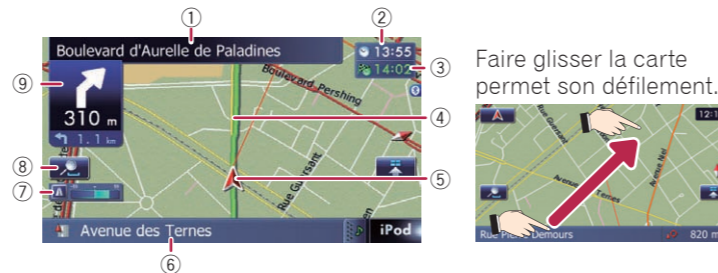 ① ② ③ ④ ⑤ ⑥ ⑦ ⑧ ⑨
Boulevard d'Aurelle de Paladines
13:55
14:02
Boulevard Pershing
310 m
1.1 km
Rue Guersant
Avenue des Ternes
iPod
Faire glisser la carte
permet son défilement.
Rue Guersant
Avenue Niel
Avenue Ternes
Rue Pierre Demours
820 m